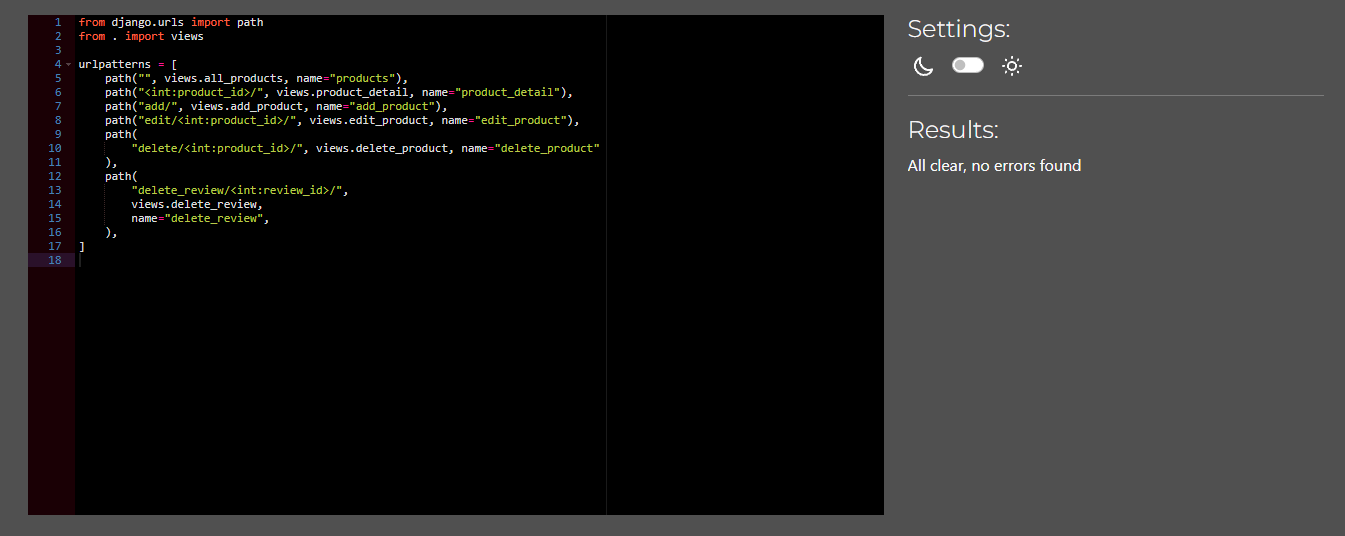 1 from django.urls import path
2 from . import views
3
4 urlpatterns = [
5     path("", views.all_products, name="products"),
6     path("<int:product_id>/", views.product_detail, name="product_detail"),
7     path("add/", views.add_product, name="add_product"),
8     path("edit/<int:product_id>/", views.edit_product, name="edit_product"),
9     path(
10         "delete/<int:product_id>/", views.delete_product, name="delete_product"
11     ),
12     path(
13         "delete_review/<int:review_id>/",
14         views.delete_review,
15         name="delete_review",
16     ),
17 ]
18
Settings:
Results:
All clear, no errors found